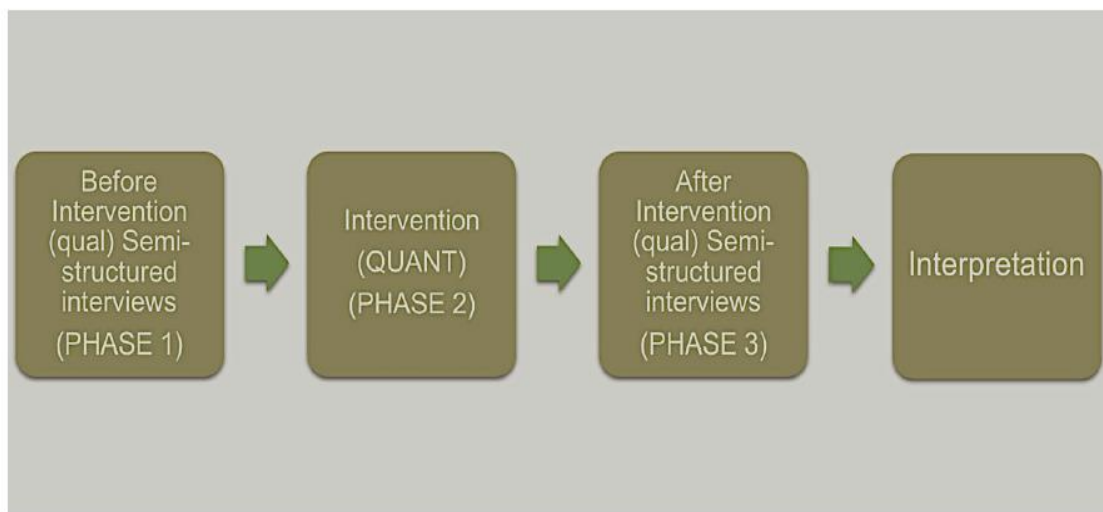 Before
Intervention
(qual) Semi-
structured
interviews
(PHASE 1)
Intervention
(QUANT)
(PHASE 2)
After
Intervention
(qual) Semi-
structured
interviews
(PHASE 3)
Interpretation